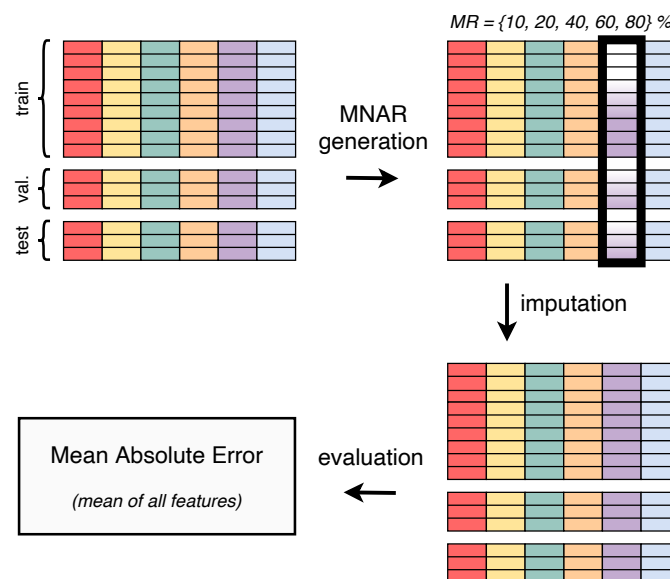 MR = {10, 20, 40, 60, 80} %
train
val.
test
MNAR
generation
imputation
evaluation
Mean Absolute Error
(mean of all features)